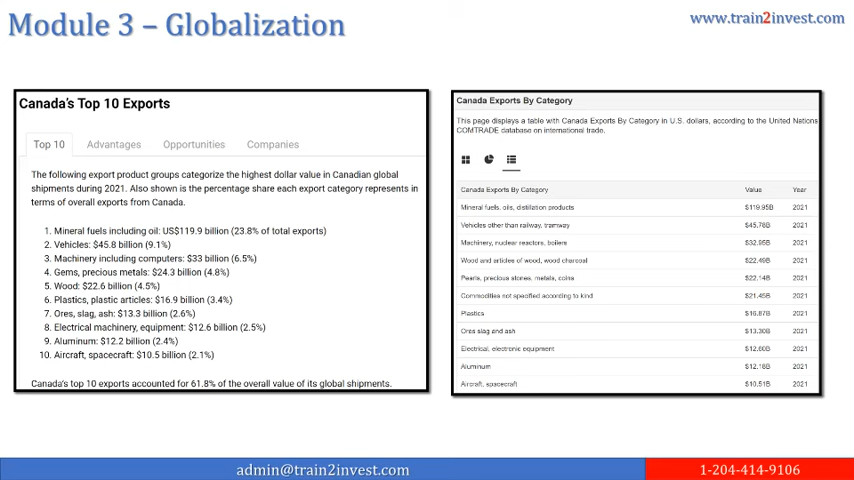 Module 3 – Globalization
www.train2invest.com
Canada's Top 10 Exports
Top 10 Advantages Opportunities Companies
The following export product groups categorize the highest dollar value in Canadian global
shipments during 2021. Also shown is the percentage share each export category represents in
terms of overall exports from Canada.
1. Mineral fuels including oil: US$119.9 billion (23.8% of total exports)
2. Vehicles: $45.8 billion (9.1%)
3. Machinery including computers: $33 billion (6.5%)
4. Gems, precious metals: $24.3 billion (4.8%)
5. Wood: $22.6 billion (4.5%)
6. Plastics, plastic articles: $16.9 billion (3.4%)
7. Ores, slag, ash: $13.3 billion (2.6%)
8. Electrical machinery, equipment: $12.6 billion (2.5%)
9. Aluminum: $12.2 billion (2.4%)
10. Aircraft, spacecraft: $10.5 billion (2.1%)
Canada's top 10 exports accounted for 61.8% of the overall value of its global shipments.
Canada Exports By Category
This page displays a table with Canada Exports By Category in U.S. dollars, according to the United Nations
COMTRADE database on international trade.
Canada Exports By Category Value Year
Mineral fuels, oils, distillation products $119.95B 2021
Vehicles other than railway, tramway $45.78B 2021
Machinery, nuclear reactors, boilers $32.95B 2021
Wood and articles of wood, wood charcoal $22.49B 2021
Pearls, precious stones, metals, coins $22.14B 2021
Commodities not specified according to kind $21.45B 2021
Plastics $16.87B 2021
Ores slag and ash $13.30B 2021
Electrical, electronic equipment $12.60B 2021
Aluminum $12.18B 2021
Aircraft, spacecraft $10.51B 2021
admin@train2invest.com
1-204-414-9106